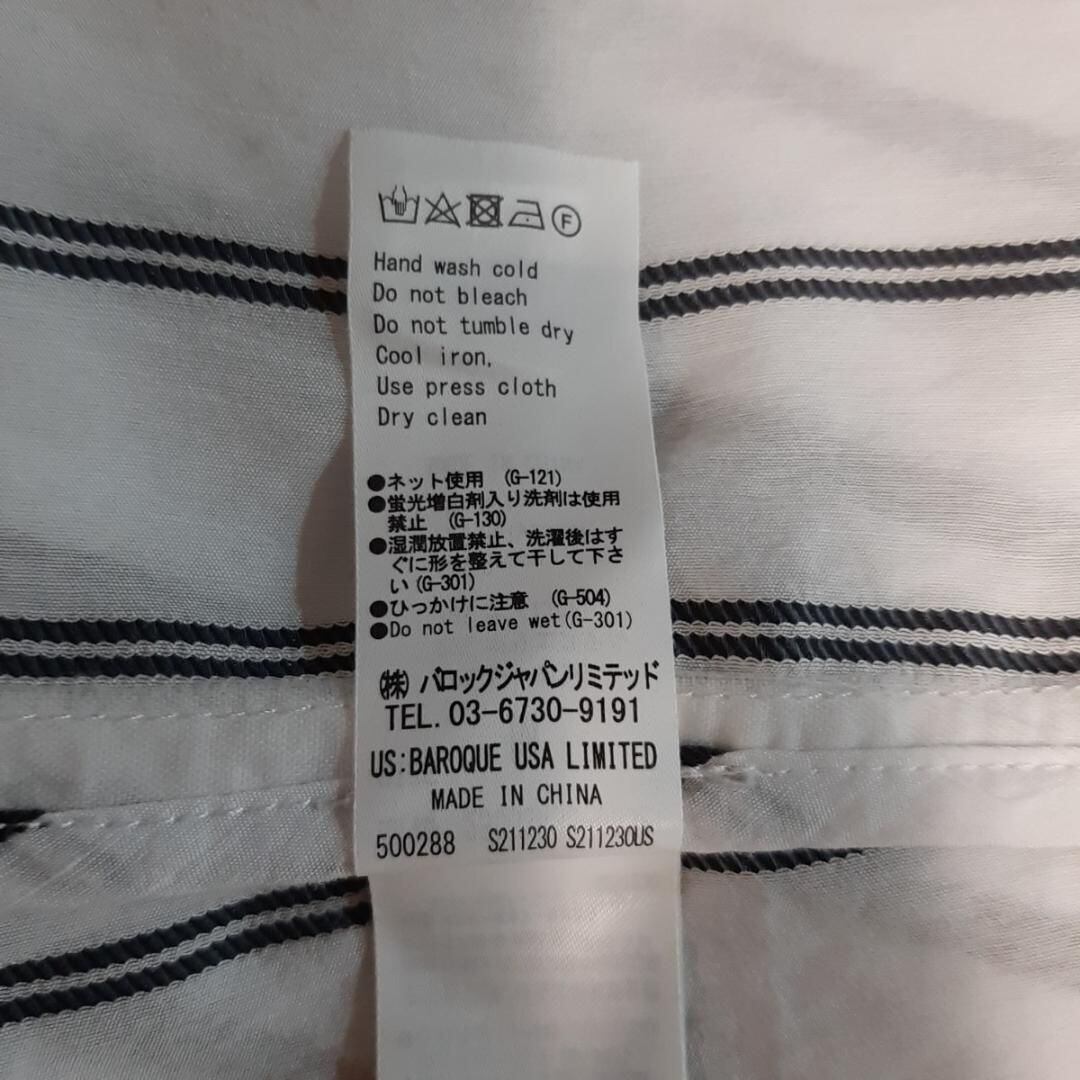 F
Hand wash cold
Do not bleach
Do not tumble dry
Cool iron,
Use press cloth
Dry clean
●ネット使用 (G-121)
●蛍光増白剤入り洗剤は使用
禁止 (G-130)
●湿潤放置禁止、洗濯後はす
ぐに形を整えて干して下さ
い(G-301)
●ひっかけに注意 (G-504)
●Do not leave wet(G-301)
㈱ バロックジャパンリミテッド
TEL. 03-6730-9191
US:BAROQUE USA LIMITED
MADE IN CHINA
500288 S211230 S211230US